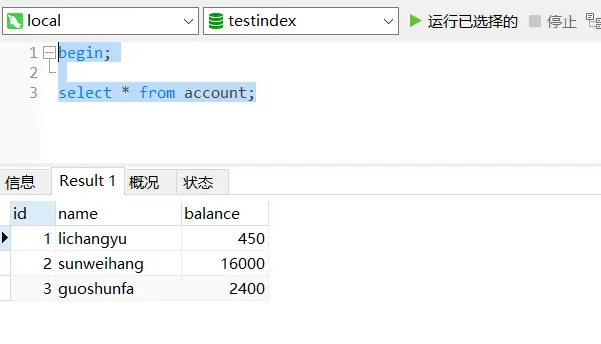 local testindex 运行已选择的 停止
1 begin;
2
3 select * from account;
信息 Result 1 概况 状态
id name balance
1 lichangyu 450
2 sunweihang 16000
3 guoshunfa 2400